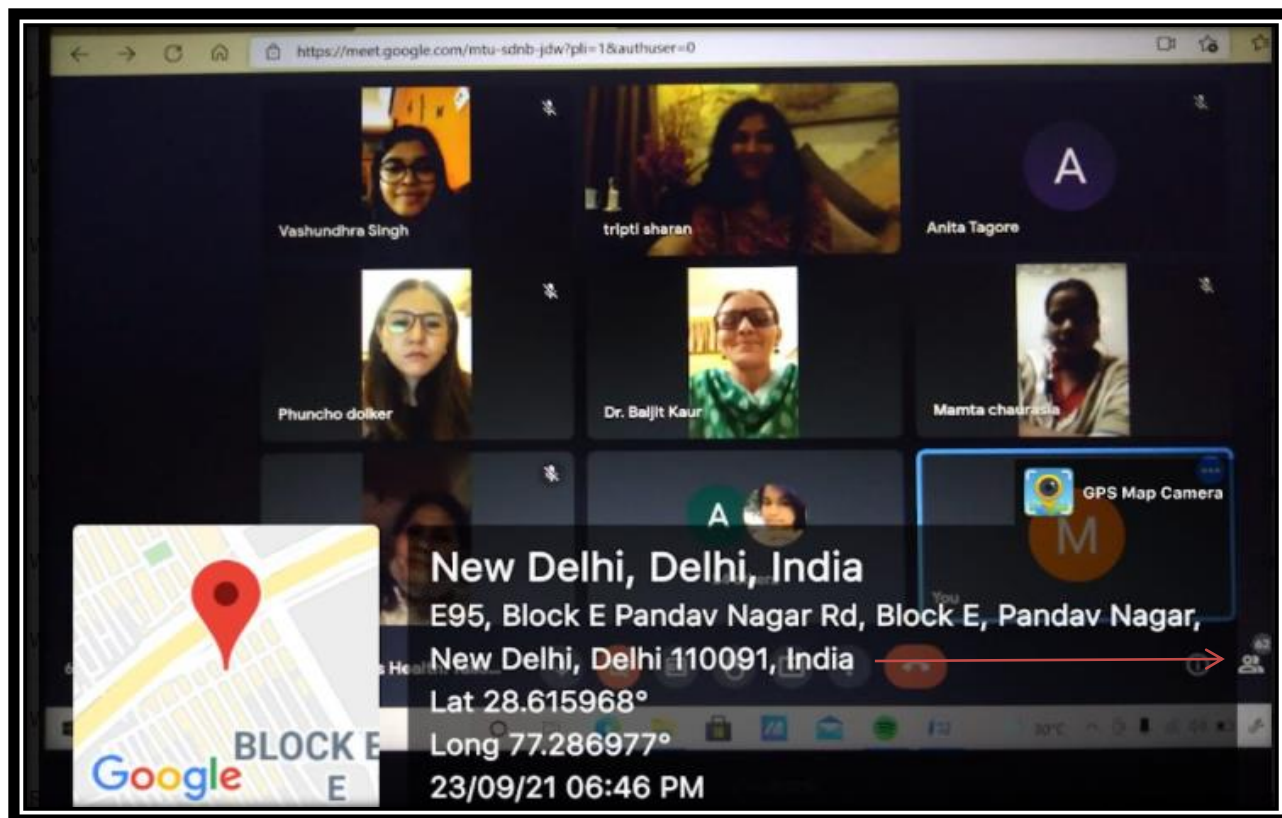 https://meet.google.com/mtu-sdnb-jdw?pli=1&authuser=0
A
Vashundhra Singh
tripti sharan
Anita Tagore
Phuncho dolker
Dr. Baljit Kaur
Mamta chaurasia
A
GPS Map Camera
M
You
New Delhi, Delhi, India
E95, Block E Pandav Nagar Rd, Block E, Pandav Nagar,
New Delhi, Delhi 110091, India
62
Lat 28.615968°
Long 77.286977°
23/09/21 06:46 PM
30°C
BLOCK E
E
Google